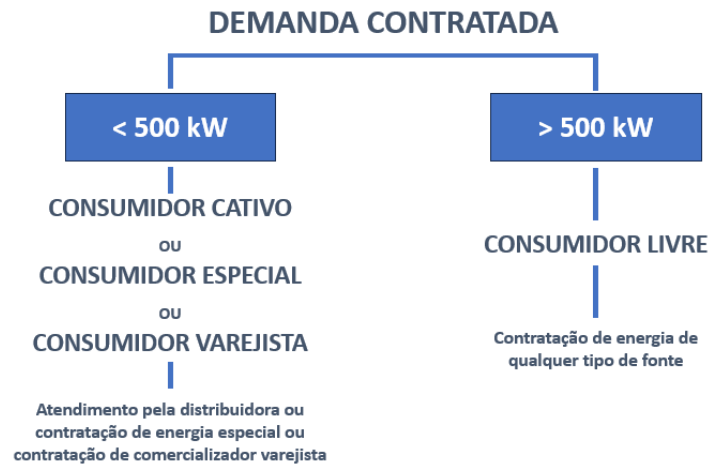 DEMANDA CONTRATADA
< 500 kW
CONSUMIDOR CATIVO
OU
CONSUMIDOR ESPECIAL
OU
CONSUMIDOR VAREJISTA
Atendimento pela distribuidora ou
contratação de energia especial ou
contratação de comercializador varejista
> 500 kW
CONSUMIDOR LIVRE
Contratação de energia de
qualquer tipo de fonte